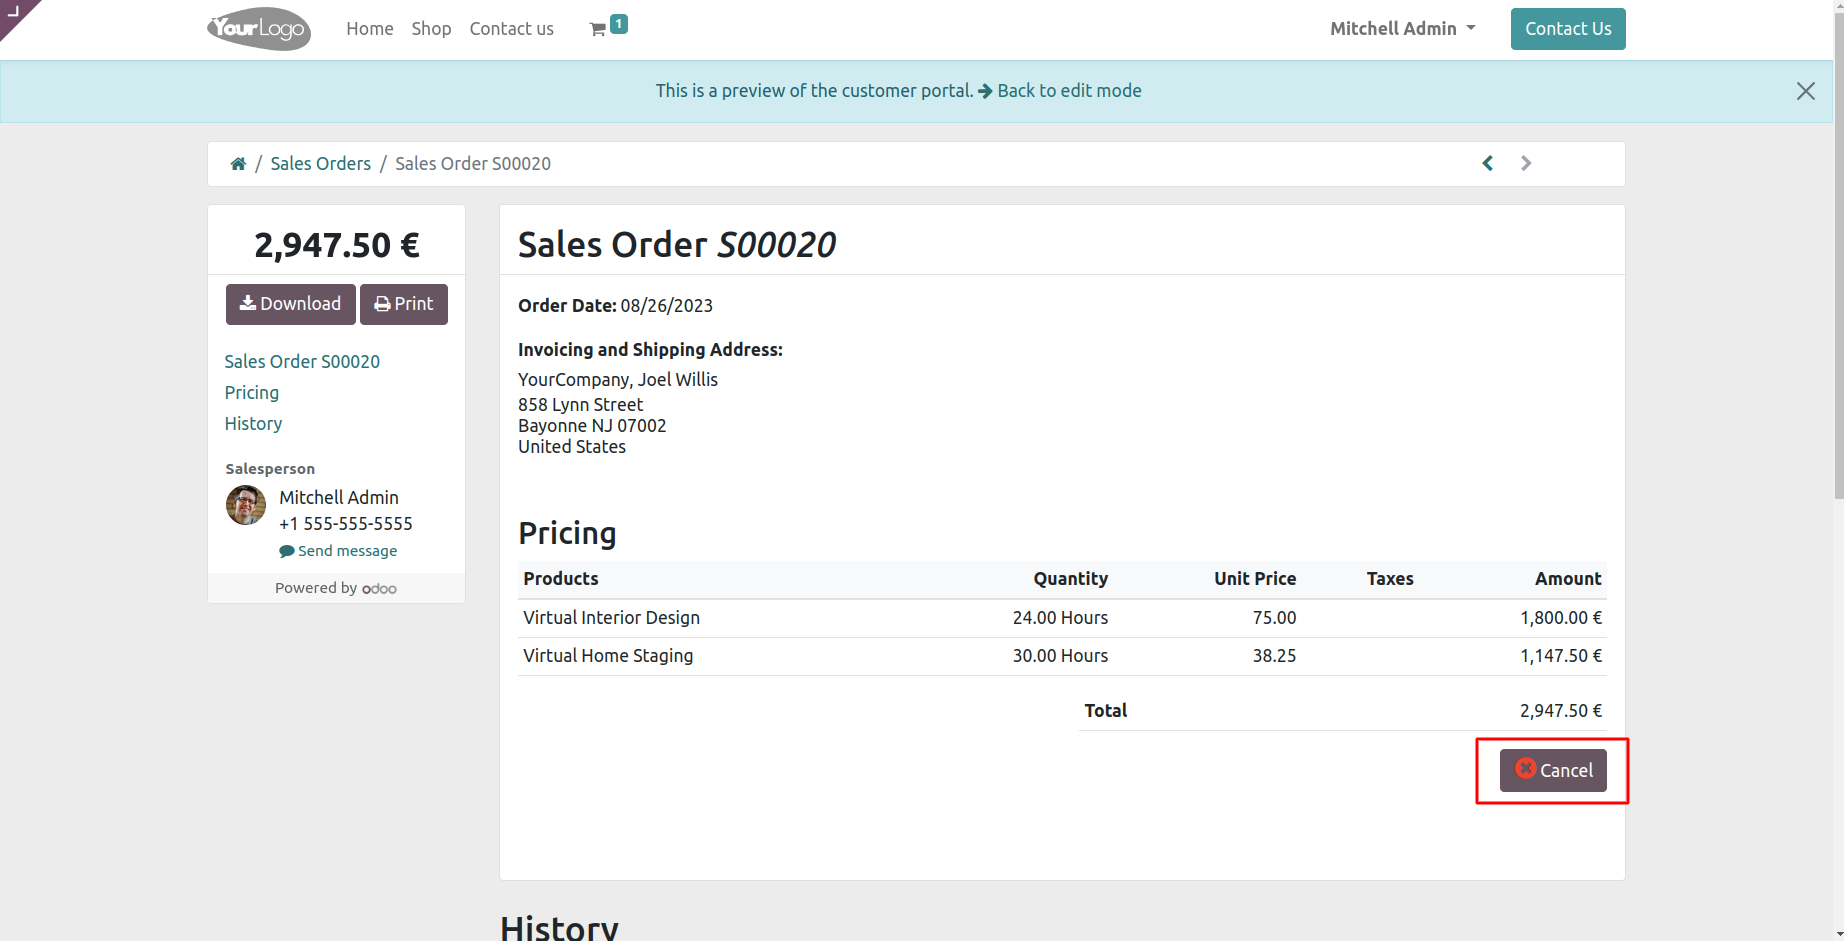 YourLogo
Home Shop Contact us 1 Mitchell Admin Contact Us
This is a preview of the customer portal. Back to edit mode
/ Sales Orders / Sales Order S00020
2,947.50 €
Download Print
Sales Order S00020
Pricing
History
Salesperson
Mitchell Admin
+1 555-555-5555
Send message
Powered by odoo
Sales Order S00020
Order Date: 08/26/2023
Invoicing and Shipping Address:
YourCompany, Joel Willis
858 Lynn Street
Bayonne NJ 07002
United States
Pricing
Products Quantity Unit Price Taxes Amount
Virtual Interior Design 24.00 Hours 75.00 1,800.00 €
Virtual Home Staging 30.00 Hours 38.25 1,147.50 €
Total 2,947.50 €
Cancel
History